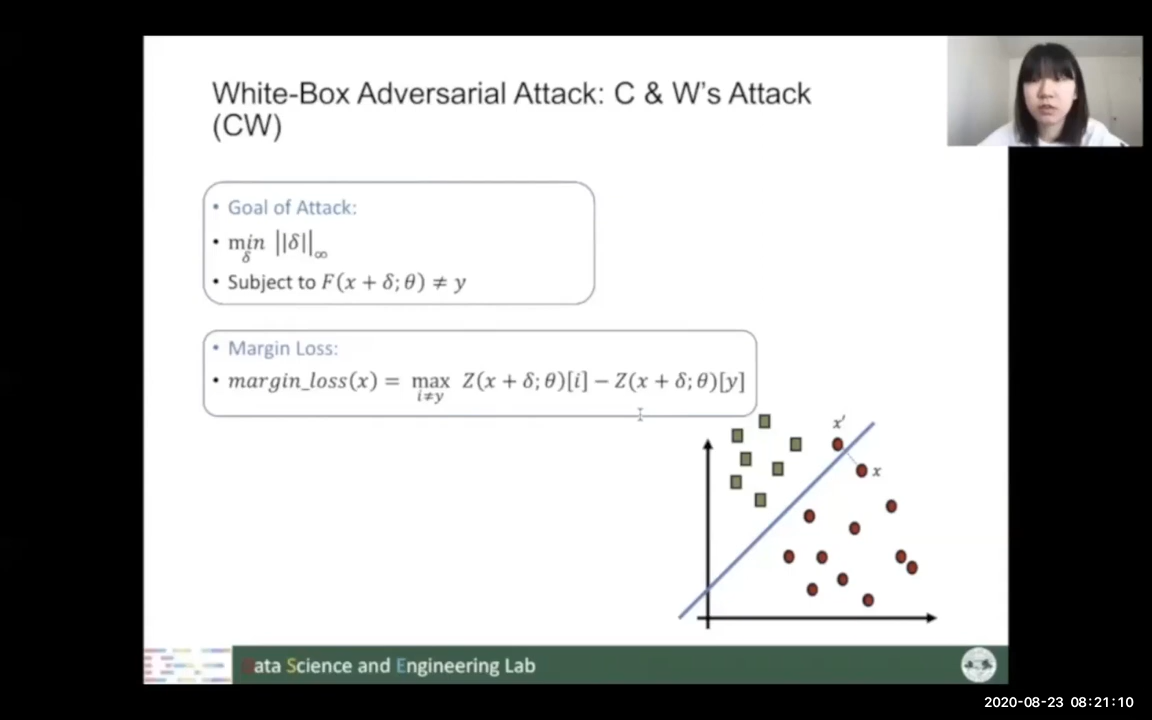 White-Box Adversarial Attack: C & W's Attack
(CW)
• Goal of Attack:
• min_δ ||δ||_∞
• Subject to F(x + δ; θ) ≠ y
• Margin Loss:
• margin_loss(x) = max_{i≠y} Z(x + δ; θ)[i] − Z(x + δ; θ)[y]
x′
x
Data Science and Engineering Lab
2020-08-23 08:21:10